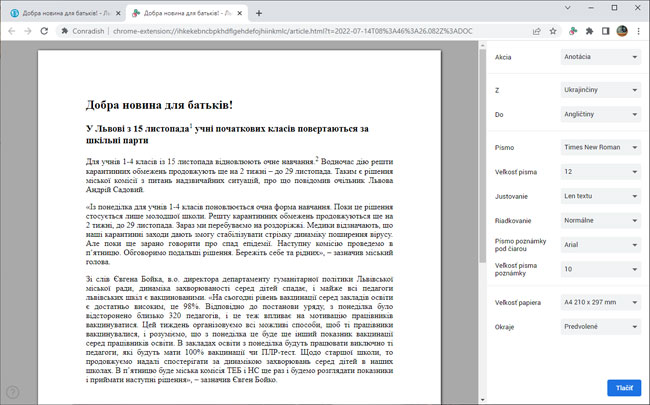 Добра новина для батьків! - Ль
Добра новина для батьків! - Ль
Conradish | chrome-extension://ihkekebncbpkhdflgehdefojhiinkmlc/article.html?t=2022-07-14T08%3A46%3A26.082Z%3ADOC
Добра новина для батьків!
У Львові з 15 листопада1 учні початкових класів повертаються за
шкільні парти
Для учнів 1-4 класів із 15 листопада відновлюють очне навчання.2 Водночас дію решти
карантинних обмежень продовжують ще на 2 тижні – до 29 листопада. Таким є рішення
міської комісії з питань надзвичайних ситуацій, про що повідомив очільник Львова
Андрій Садовий.
«Із понеділка для учнів 1-4 класів поновлюється очна форма навчання. Поки це рішення
стосується лише молодшої школи. Решту карантинних обмежень продовжуються ще на
2 тижні, до 29 листопада. Зараз ми перебуваємо на роздоріжжі. Медики відзначають, що
наші карантинні заходи дають змогу стабілізувати стрімку динаміку поширення вірусу.
Але поки ще зарано говорити про спад епідемії. Наступну комісію проведемо в
п’ятницю. Обговоримо подальші рішення. Бережіть себе та рідних», – зазначив міський
голова.
Зі слів Євгена Бойка, в.о. директора департаменту гуманітарної політики Львівської
міської ради, динаміка захворюваності серед дітей спадає, і майже всі педагоги
львівських шкіл є вакцинованими. «На сьогодні рівень вакцинації серед закладів освіти
є достатньо високим, це 98%. Відповідно до постанови уряду, з понеділка було
відсторонено близько 320 педагогів, і це теж впливає на мотивацію працівників
вакцинуватися. Цей тиждень організовуємо всі можливі способи, щоб ті працівники
вакцинувалися, і розуміємо, що з понеділка це буде ще інший показник вакцинації
серед працівників освіти. В закладах освіти з понеділка будуть працювати виключно ті
педагоги, які будуть мати 100% вакцинації чи ПЛР-тест. Щодо старшої школи, то
продовжуємо надалі спостерігати за динамікою захворювань серед дітей в наших
школах. В п’ятницю буде міська комісія ТЕБ і НС ще раз і будемо розглядати показники
і приймати наступні рішення», – зазначив Євген Бойко.
Akcia Anotácia
Z Ukrajinčiny
Do Angličtiny
Písmo Times New Roman
Veľkosť písma 12
Justovanie Len textu
Riadkovanie Normálne
Písmo poznámky
pod čiarou Arial
Veľkosť písma
poznámky 10
Veľkosť papiera A4 210 x 297 mm
Okraje Predvolené
Tlačiť